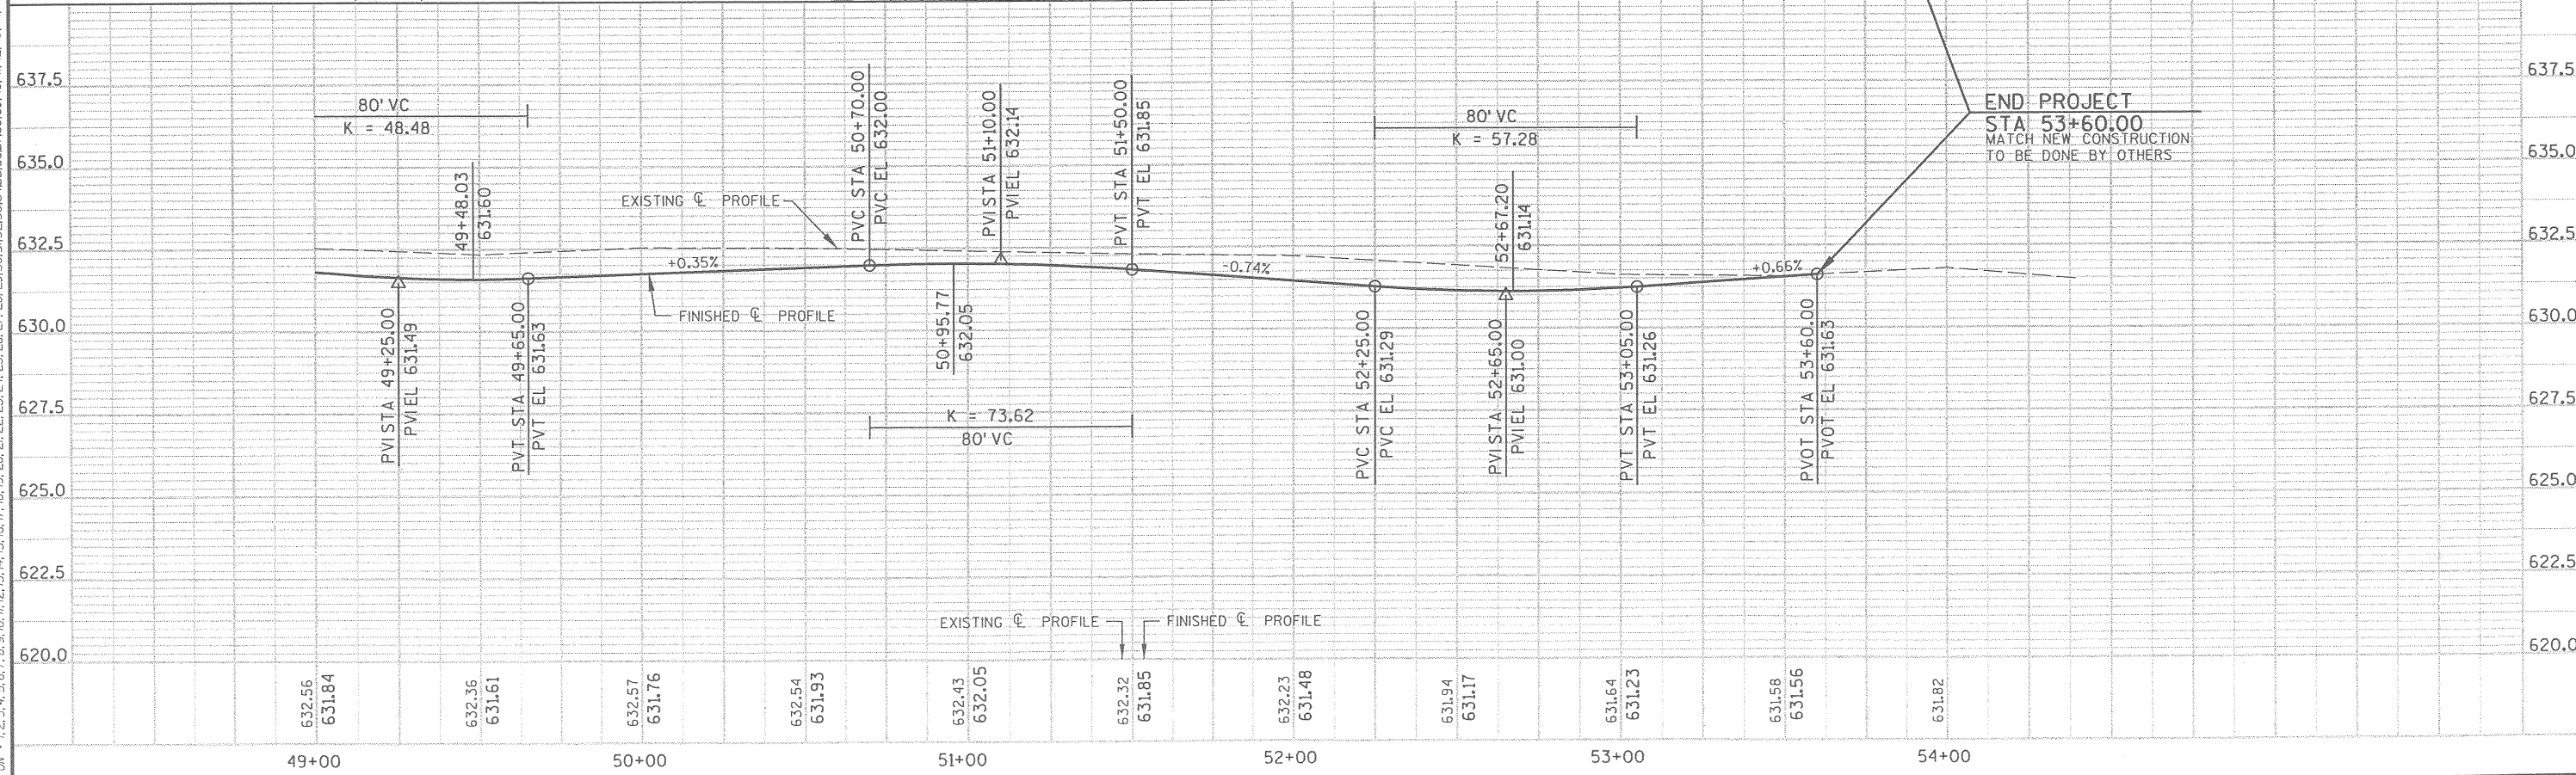 637.5
635.0
632.5
630.0
627.5
625.0
622.5
620.0
80' VC
K = 48.48
49+48.03
631.60
PVI STA 49+25.00
PVI EL 631.49
PVT STA 49+65.00
PVT EL 631.63
EXISTING ℄ PROFILE
+0.35%
FINISHED ℄ PROFILE
PVC STA 50+70.00
PVC EL 632.00
PVI STA 51+10.00
PVI EL 632.14
PVT STA 51+50.00
PVT EL 631.85
50+95.77
632.05
K = 73.62
80' VC
-0.74%
80' VC
K = 57.28
52+67.20
631.14
PVC STA 52+25.00
PVC EL 631.29
PVI STA 52+65.00
PVI EL 631.00
PVT STA 53+05.00
PVT EL 631.26
+0.66%
PVOT STA 53+60.00
PVOT EL 631.63
END PROJECT
STA 53+60.00
MATCH NEW CONSTRUCTION
TO BE DONE BY OTHERS
637.5
635.0
632.5
630.0
627.5
625.0
622.5
620.0
EXISTING ℄ PROFILE
FINISHED ℄ PROFILE
632.56
631.84
632.36
631.61
632.57
631.76
632.54
631.93
632.43
632.05
632.32
631.85
632.23
631.48
631.94
631.17
631.64
631.23
631.58
631.56
631.82
49+00
50+00
51+00
52+00
53+00
54+00